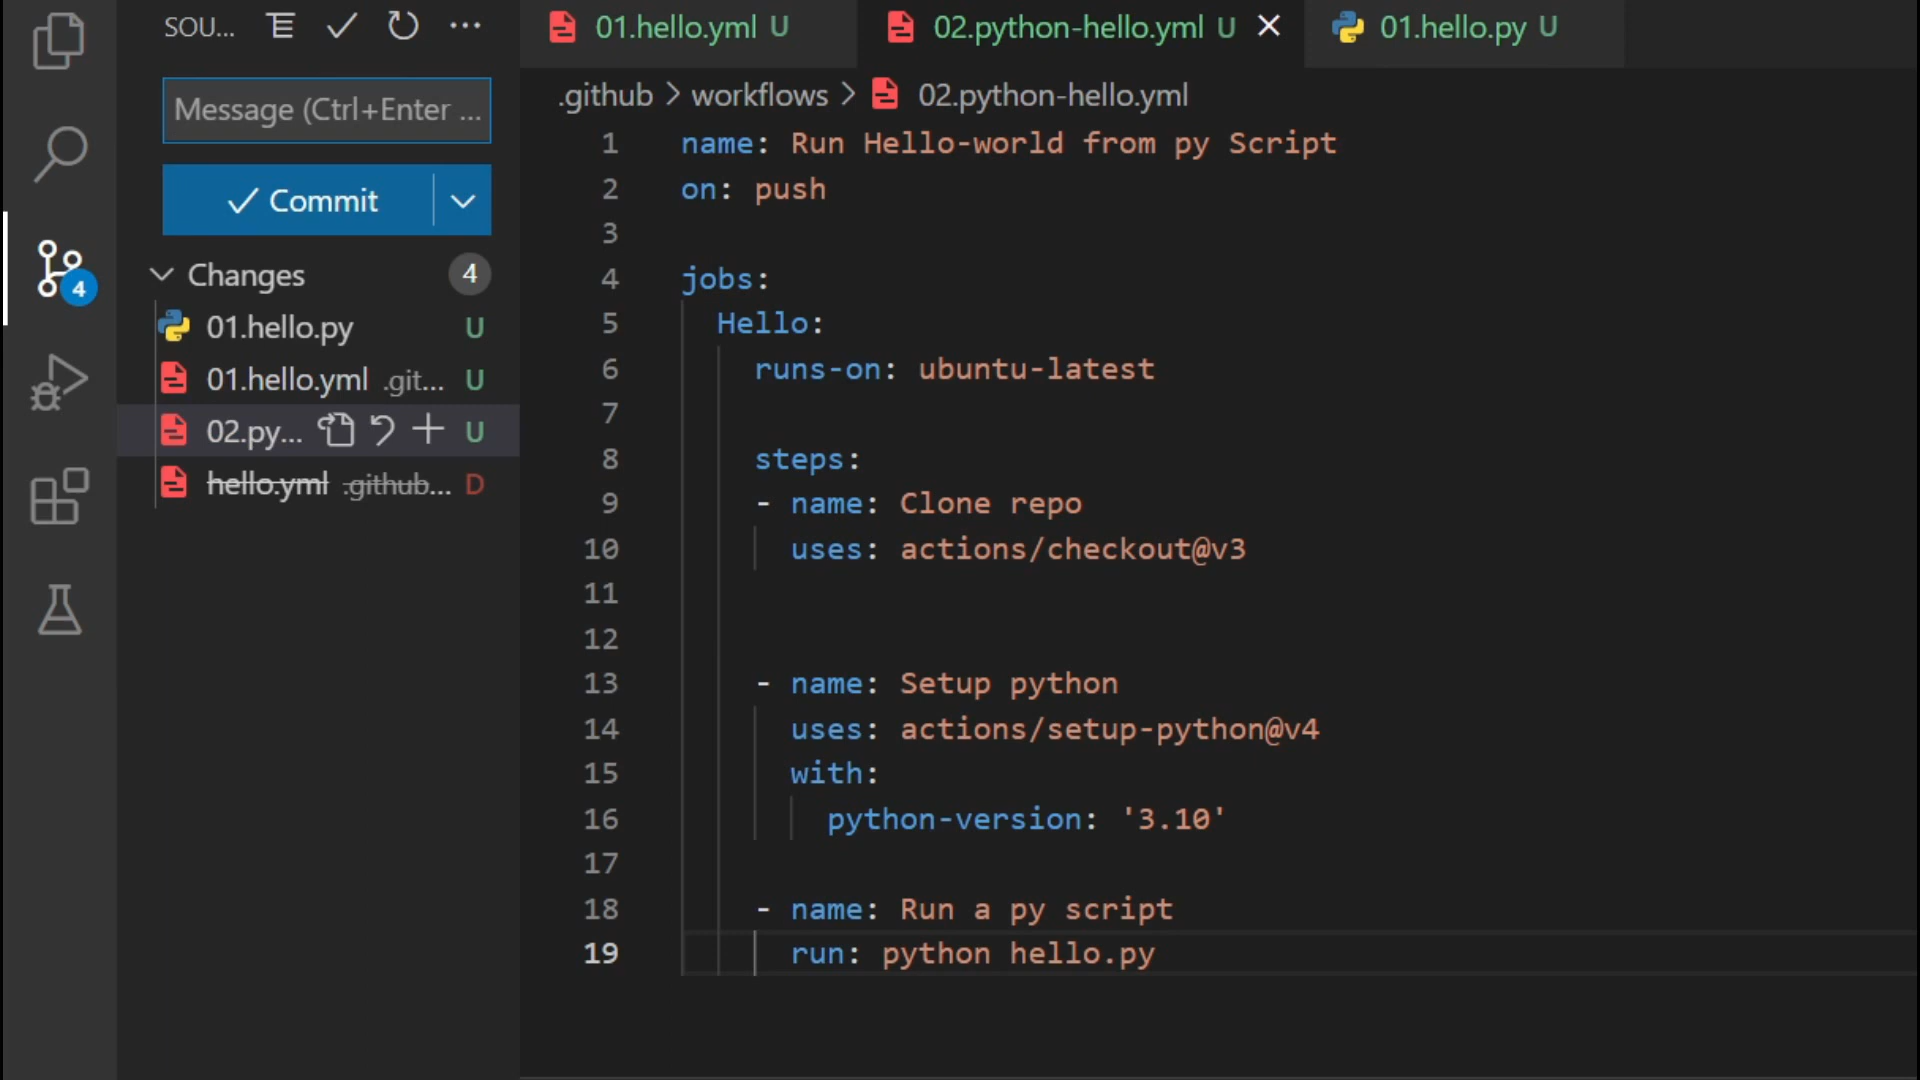 SOU...
Message (Ctrl+Enter ...
Commit
Changes 4
01.hello.py U
01.hello.yml .git... U
02.py... U
hello.yml .github... D
4
01.hello.yml U
02.python-hello.yml U
01.hello.py U
.github > workflows > 02.python-hello.yml
1 name: Run Hello-world from py Script
2 on: push
3
4 jobs:
5 Hello:
6 runs-on: ubuntu-latest
7
8 steps:
9 - name: Clone repo
10 uses: actions/checkout@v3
11
12
13 - name: Setup python
14 uses: actions/setup-python@v4
15 with:
16 python-version: '3.10'
17
18 - name: Run a py script
19 run: python hello.py